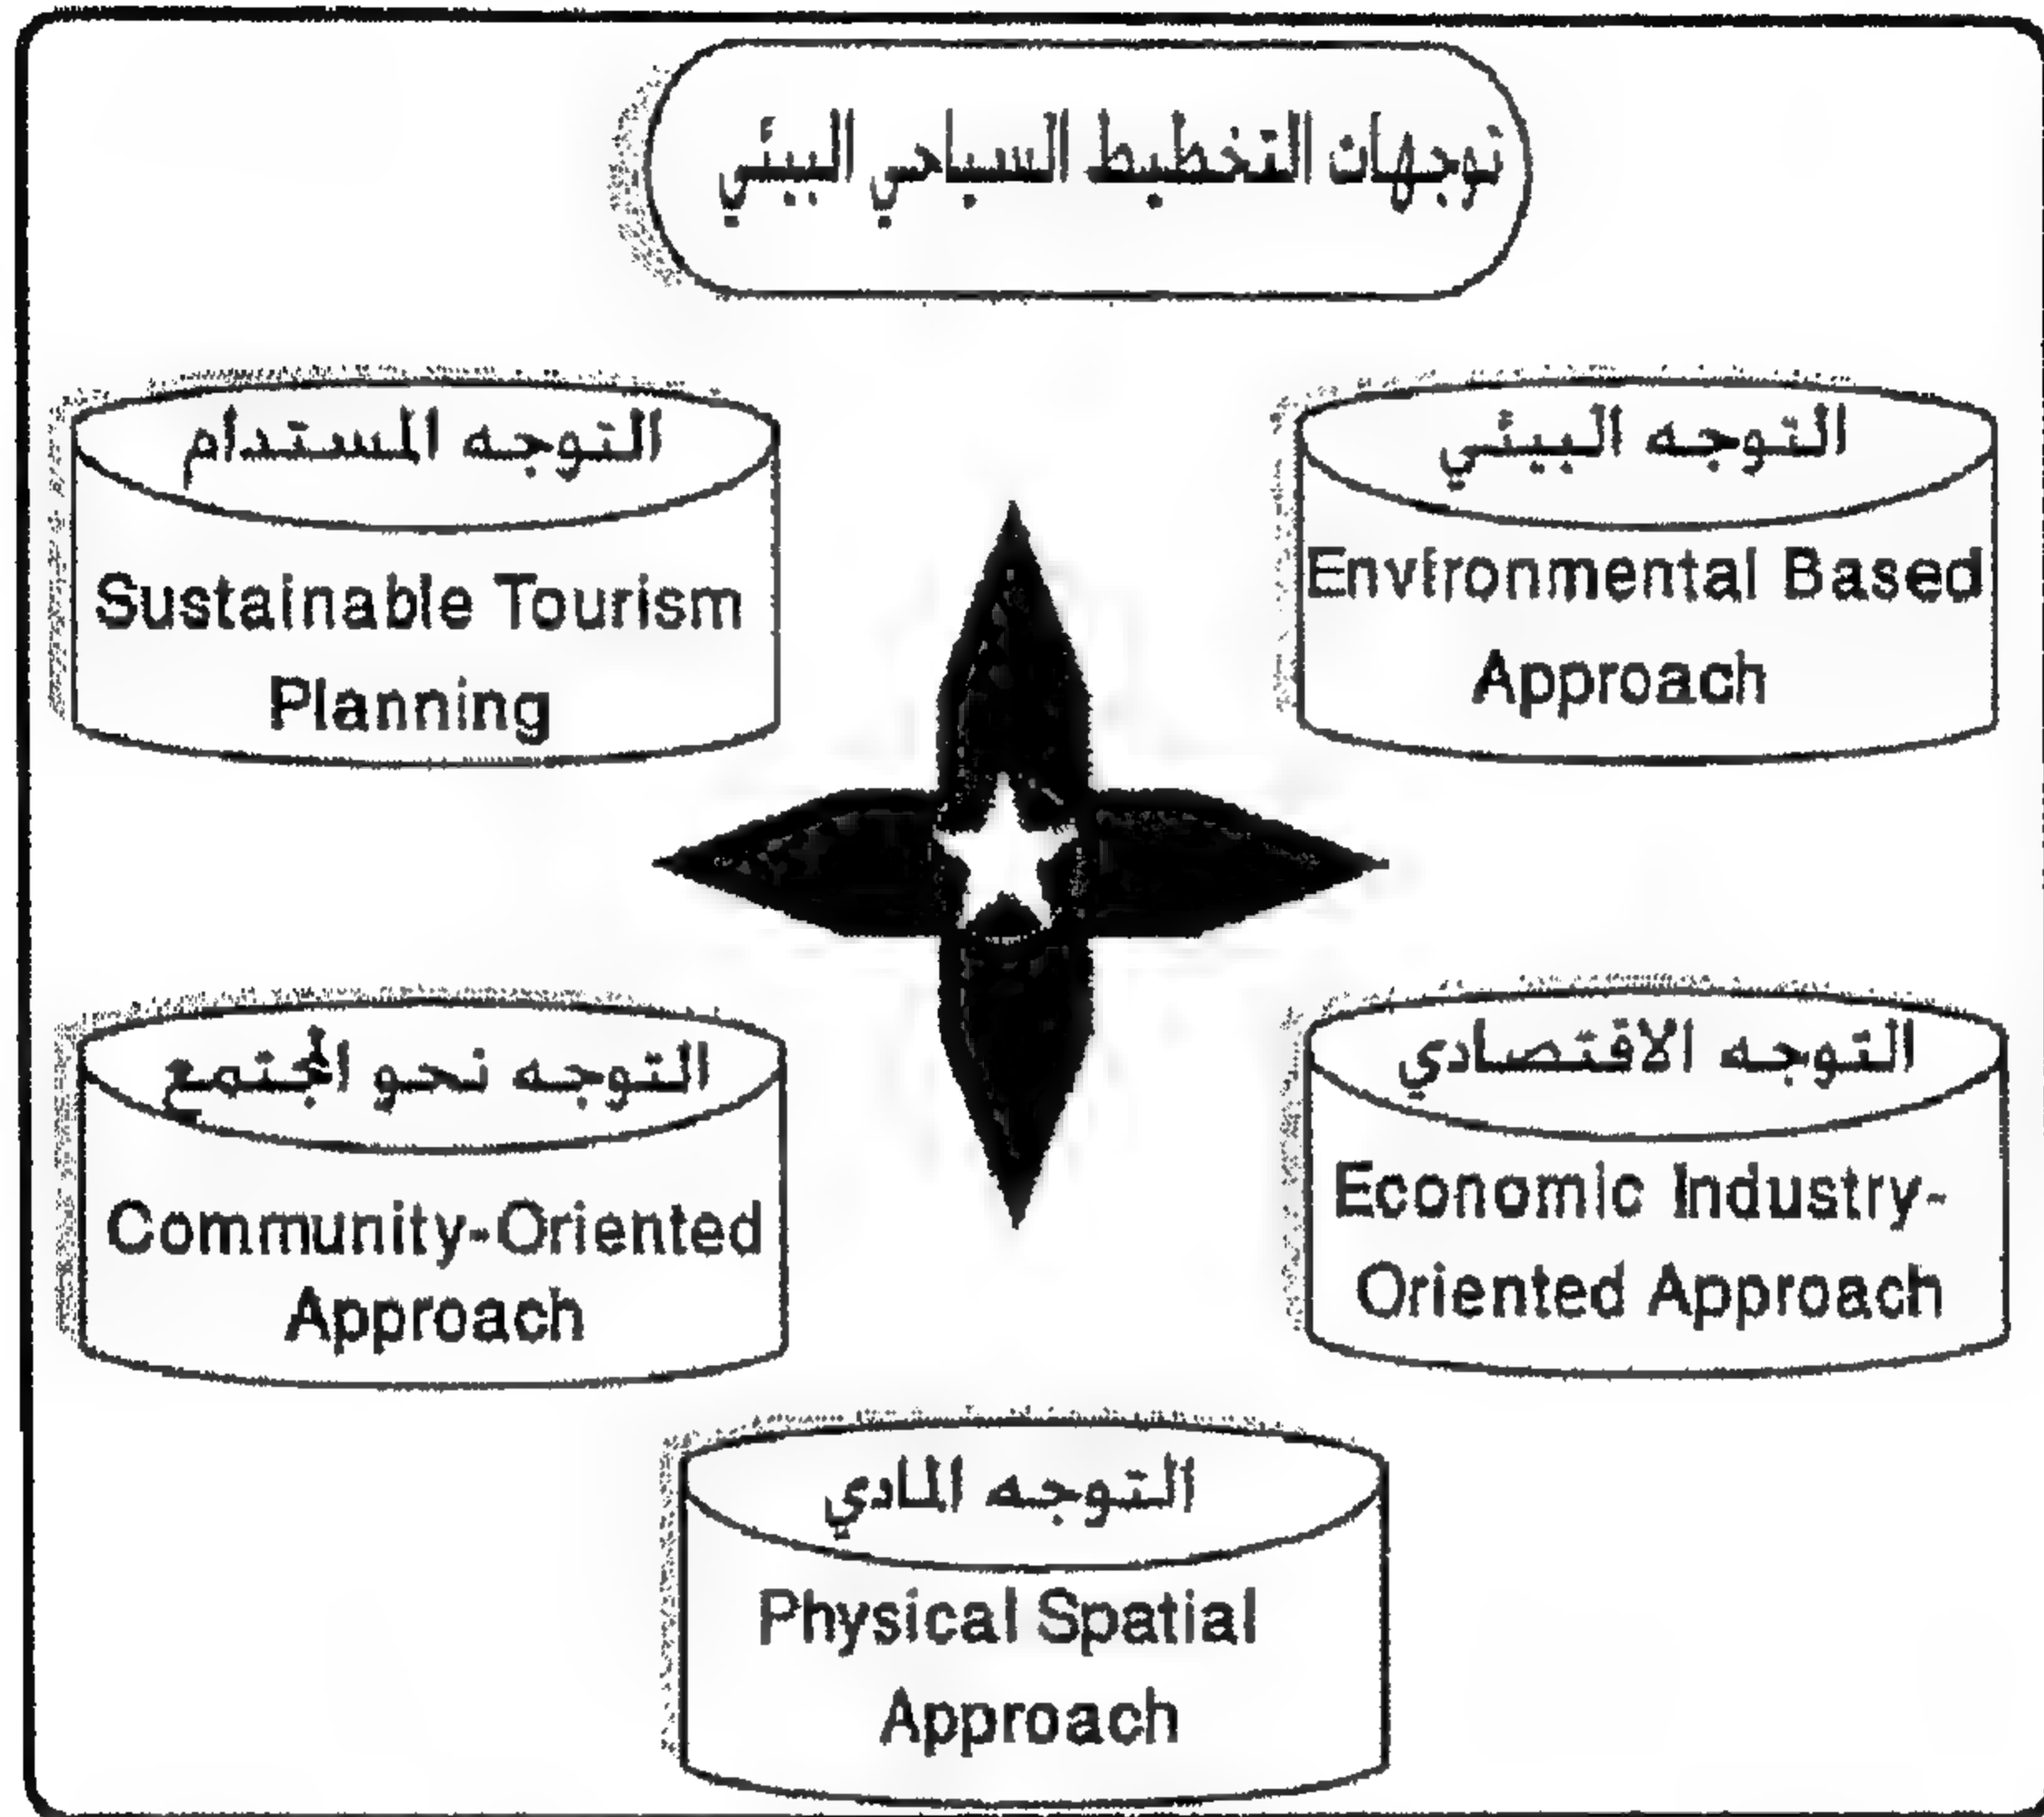 توجهات التخطيط السياحي البيئي
التوجه البيئي
Environmental Based
Approach
التوجه المستدام
Sustainable Tourism
Planning
التوجه الاقتصادي
Economic Industry-
Oriented Approach
التوجه نحو المجتمع
Community-Oriented
Approach
التوجه المادي
Physical Spatial
Approach